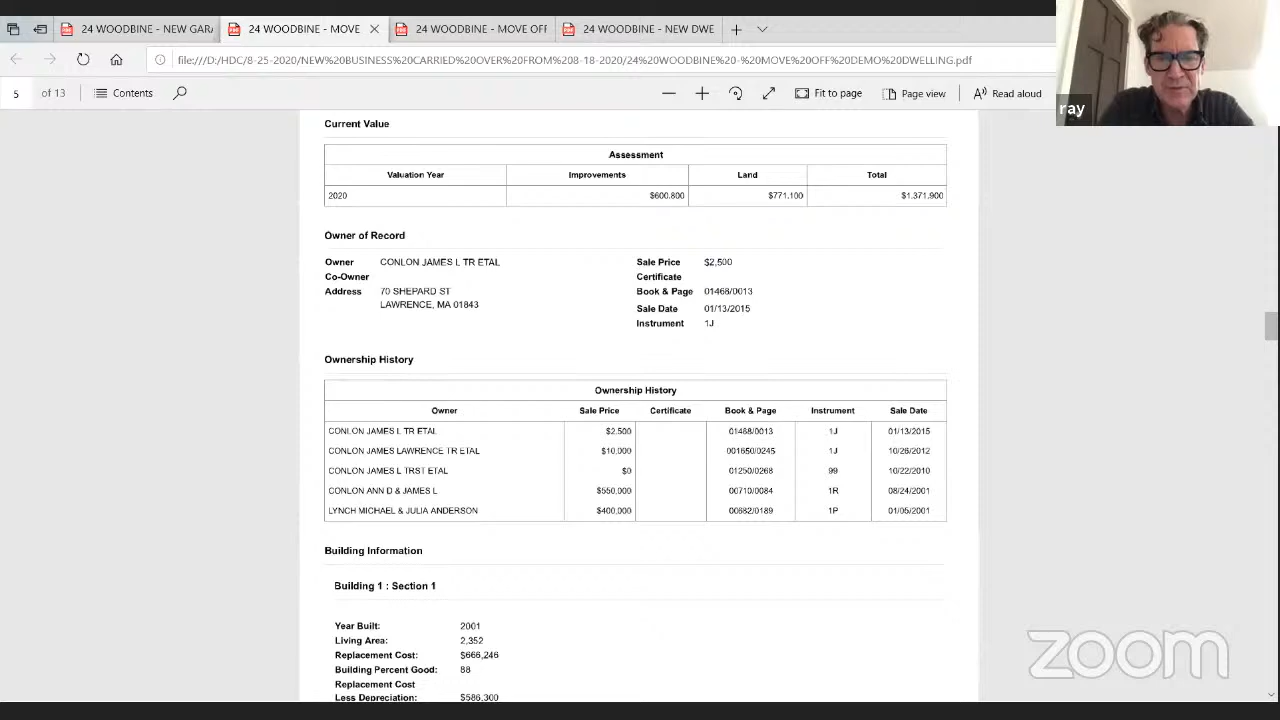 24 WOODBINE - NEW GAR
24 WOODBINE - MOVE
24 WOODBINE - MOVE OFF
24 WOODBINE - NEW DWE
file:///D:/HDC/8-25-2020/NEW%20BUSINESS%20CARRIED%20OVER%20FROM%208-18-2020/24%20WOODBINE%20-%20MOVE%20OFF%20DEMO%20DWELLING.pdf
5 of 13 Contents Fit to page Page view Read aloud
ray
Current Value
Assessment
Valuation Year Improvements Land Total
2020 $600,800 $771,100 $1,371,900
Owner of Record
Owner CONLON JAMES L TR ETAL Sale Price $2,500
Co-Owner Certificate
Address 70 SHEPARD ST Book & Page 01468/0013
LAWRENCE, MA 01843 Sale Date 01/13/2015
Instrument 1J
Ownership History
Ownership History
Owner Sale Price Certificate Book & Page Instrument Sale Date
CONLON JAMES L TR ETAL $2,500 01468/0013 1J 01/13/2015
CONLON JAMES LAWRENCE TR ETAL $10,000 001650/0245 1J 10/26/2012
CONLON JAMES L TRST ETAL $0 01250/0268 99 10/22/2010
CONLON ANN D & JAMES L $550,000 00710/0084 1R 08/24/2001
LYNCH MICHAEL & JULIA ANDERSON $400,000 00682/0189 1P 01/05/2001
Building Information
Building 1 : Section 1
Year Built: 2001
Living Area: 2,352
Replacement Cost: $666,246
Building Percent Good: 88
Replacement Cost
Less Depreciation: $586,300
zoom